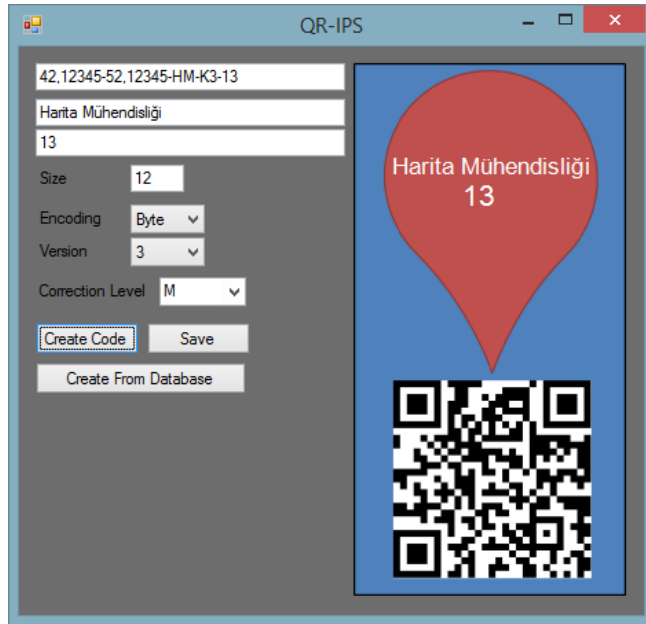 QR-IPS
42,12345-52,12345-HM-K3-13
Harita Mühendisliği
13
Size 12
Encoding Byte
Version 3
Correction Level M
Create Code Save
Create From Database
Harita Mühendisliği
13